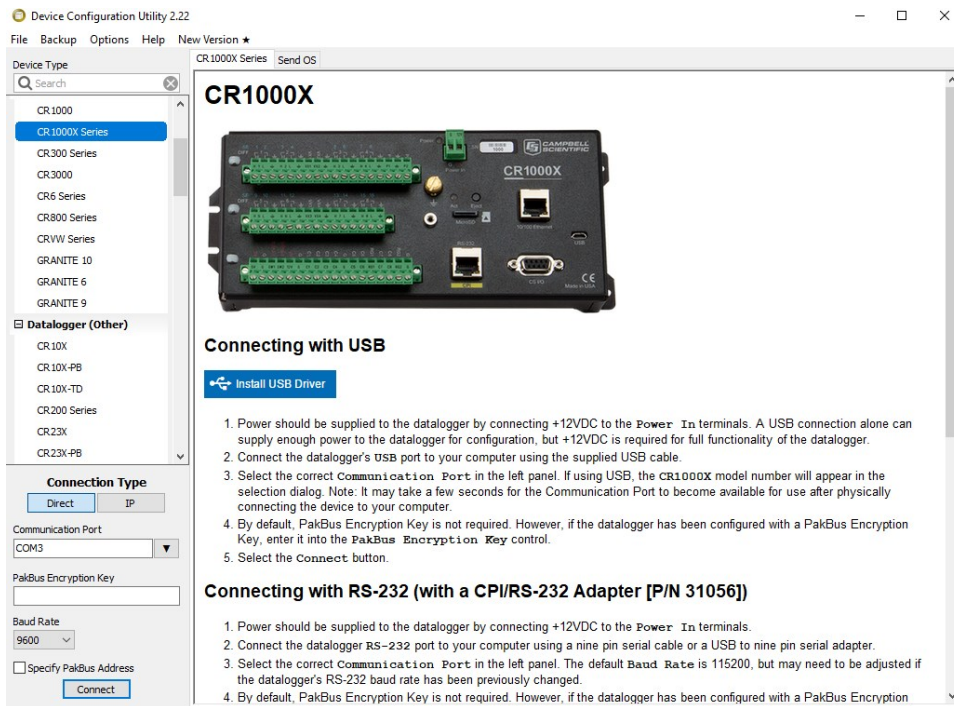 Device Configuration Utility 2.22
File Backup Options Help New Version ★
Device Type
Search
CR1000
CR1000X Series
CR300 Series
CR3000
CR6 Series
CR800 Series
CRVW Series
GRANITE 10
GRANITE 6
GRANITE 9
Datalogger (Other)
CR10X
CR10X-PB
CR10X-TD
CR200 Series
CR23X
CR23X-PB
Connection Type
Direct IP
Communication Port
COM3
PakBus Encryption Key
Baud Rate
9600
Specify PakBus Address
Connect
CR1000X Series Send OS
CR1000X
CAMPBELL
SCIENTIFIC
CR1000X
Power In
10/100 Ethernet
USB
RS-232
CPI
CS I/O
Made in USA
Connecting with USB
Install USB Driver
1. Power should be supplied to the datalogger by connecting +12VDC to the Power In terminals. A USB connection alone can
supply enough power to the datalogger for configuration, but +12VDC is required for full functionality of the datalogger.
2. Connect the datalogger's USB port to your computer using the supplied USB cable.
3. Select the correct Communication Port in the left panel. If using USB, the CR1000X model number will appear in the
selection dialog. Note: It may take a few seconds for the Communication Port to become available for use after physically
connecting the device to your computer.
4. By default, PakBus Encryption Key is not required. However, if the datalogger has been configured with a PakBus Encryption
Key, enter it into the PakBus Encryption Key control.
5. Select the Connect button.
Connecting with RS-232 (with a CPI/RS-232 Adapter [P/N 31056])
1. Power should be supplied to the datalogger by connecting +12VDC to the Power In terminals.
2. Connect the datalogger RS-232 port to your computer using a nine pin serial cable or a USB to nine pin serial adapter.
3. Select the correct Communication Port in the left panel. The default Baud Rate is 115200, but may need to be adjusted if
the datalogger's RS-232 baud rate has been previously changed.
4. By default, PakBus Encryption Key is not required. However, if the datalogger has been configured with a PakBus Encryption